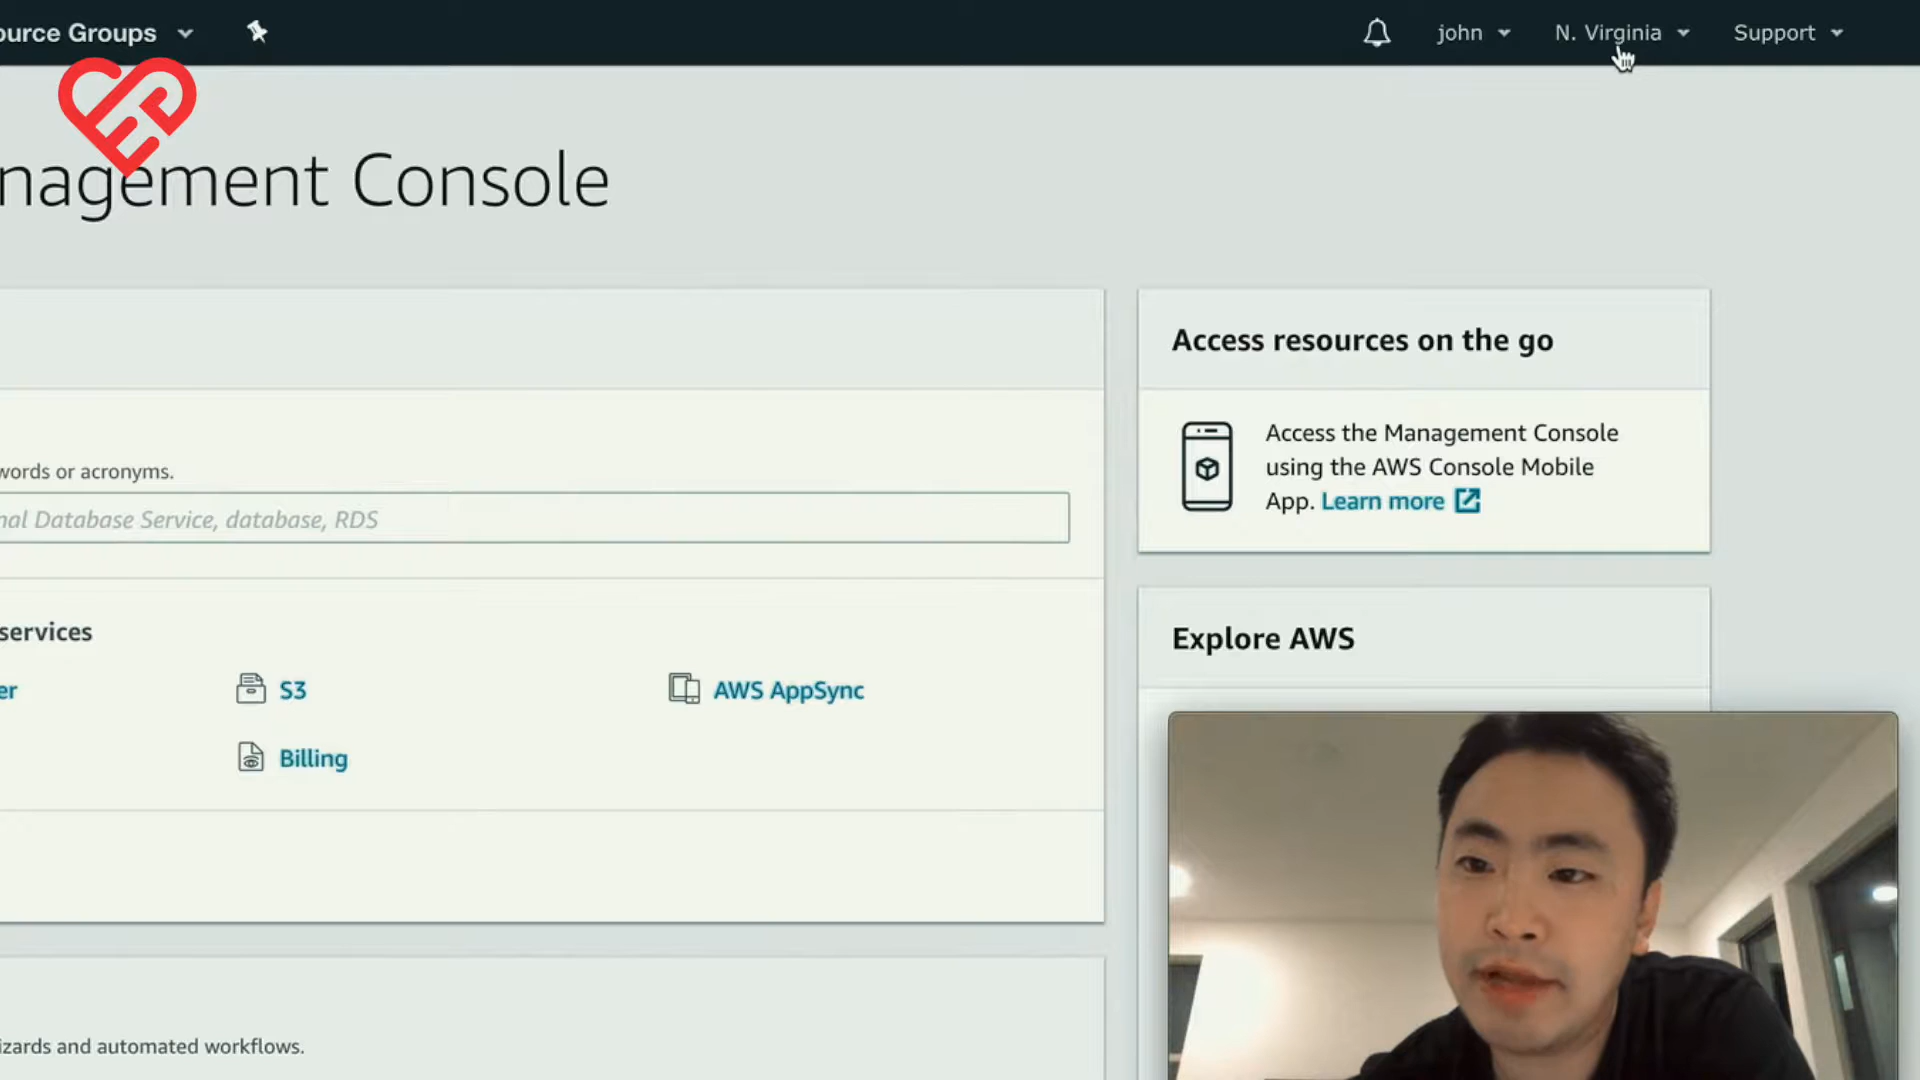 ource Groups
john
N. Virginia
Support
nagement Console
Access resources on the go
Access the Management Console
using the AWS Console Mobile
App. Learn more
words or acronyms.
nal Database Service, database, RDS
services
er
S3
AWS AppSync
Billing
Explore AWS
izards and automated workflows.